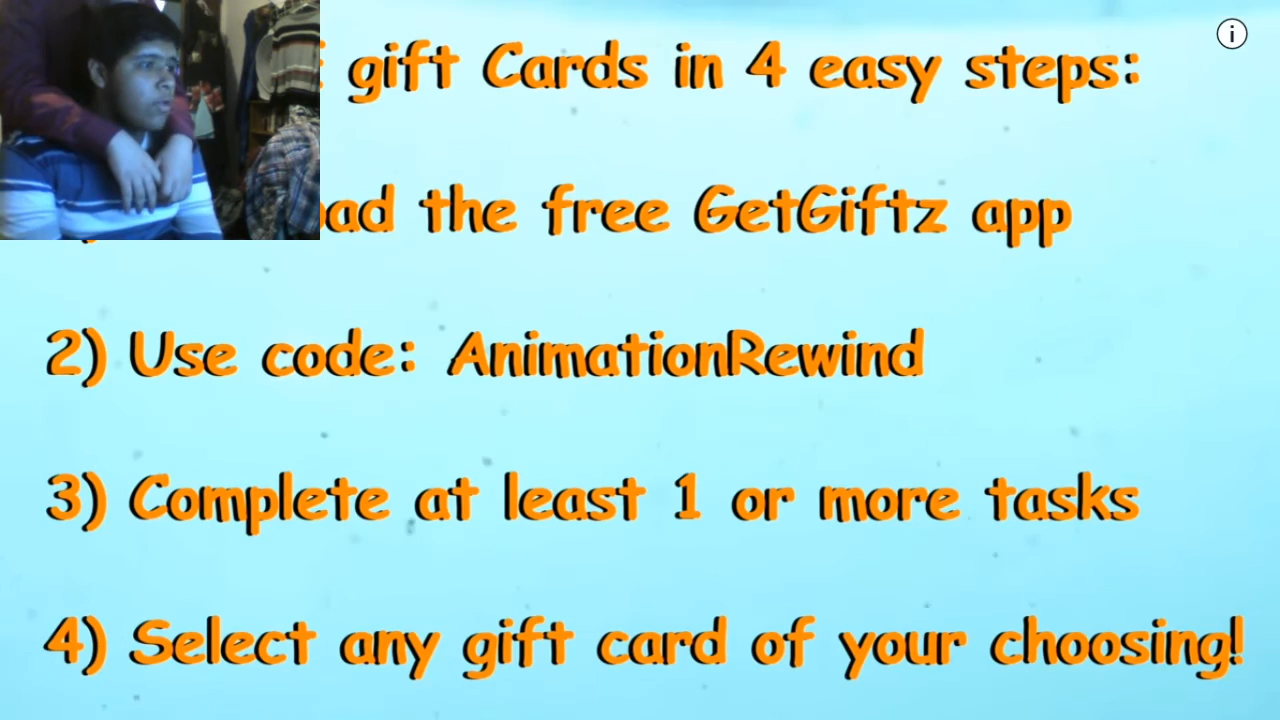 gift Cards in 4 easy steps:
the free GetGiftz app
2) Use code: AnimationRewind
3) Complete at least 1 or more tasks
4) Select any gift card of your choosing!